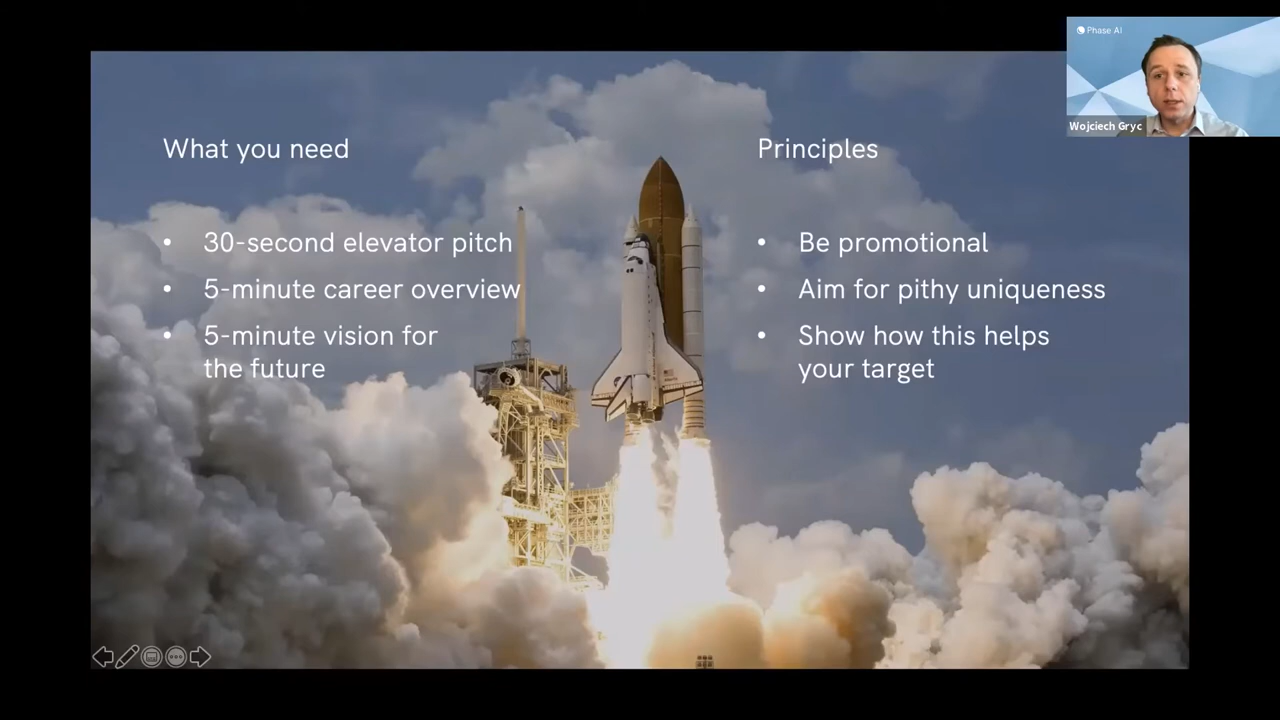 What you need
• 30-second elevator pitch
• 5-minute career overview
• 5-minute vision for
the future
Principles
• Be promotional
• Aim for pithy uniqueness
• Show how this helps
your target
Phase AI
Wojciech Gryc